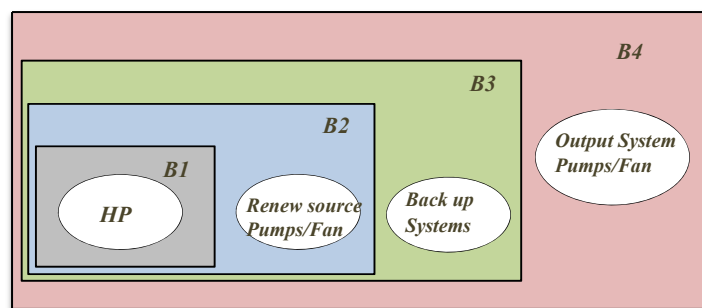 B4
B3
B2
B1
HP
Renew source
Pumps/Fan
Back up
Systems
Output System
Pumps/Fan